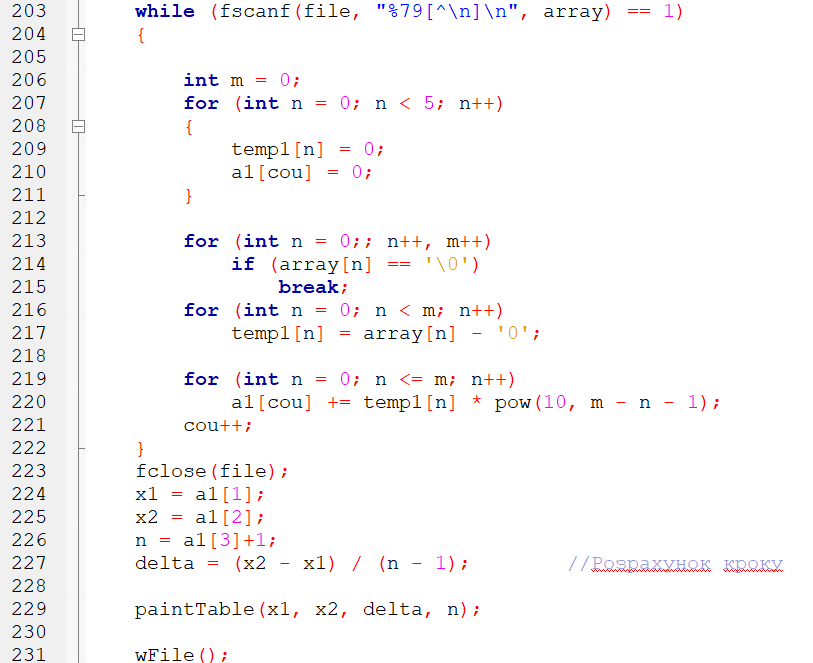 203 while (fscanf(file, "%79[^\n]\n", array) == 1)
204 {
205
206 int m = 0;
207 for (int n = 0; n < 5; n++)
208 {
209 temp1[n] = 0;
210 a1[cou] = 0;
211 }
212
213 for (int n = 0;; n++, m++)
214 if (array[n] == '\0')
215 break;
216 for (int n = 0; n < m; n++)
217 temp1[n] = array[n] - '0';
218
219 for (int n = 0; n <= m; n++)
220 a1[cou] += temp1[n] * pow(10, m - n - 1);
221 cou++;
222 }
223 fclose(file);
224 x1 = a1[1];
225 x2 = a1[2];
226 n = a1[3]+1;
227 delta = (x2 - x1) / (n - 1); //Розрахунок кроку
228
229 paintTable(x1, x2, delta, n);
230
231 wFile();